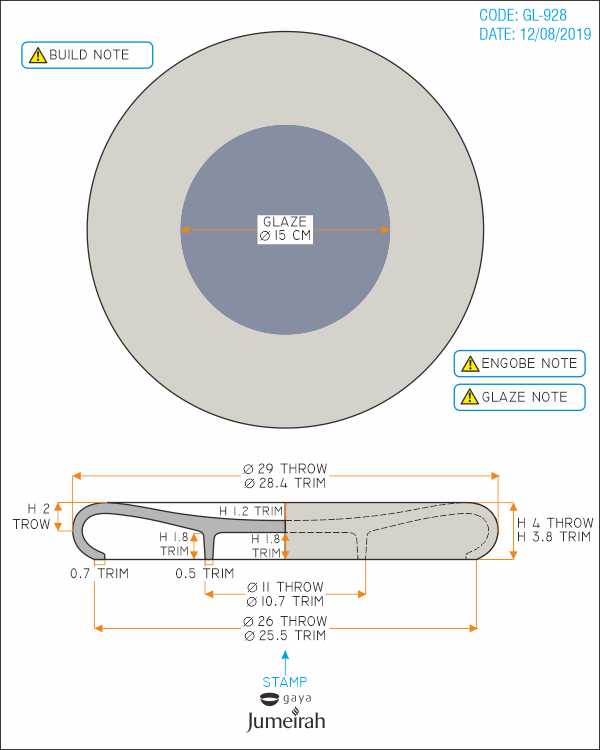 CODE: GL-928
DATE: 12/08/2019
BUILD NOTE
GLAZE
Ø 15 CM
ENGOBE NOTE
GLAZE NOTE
Ø 29 THROW
Ø 28.4 TRIM
H 2
TROW
H 1.2 TRIM
H 4 THROW
H 3.8 TRIM
H 1.8
TRIM
H 1.8
TRIM
0.7 TRIM
0.5 TRIM
Ø 11 THROW
Ø 10.7 TRIM
Ø 26 THROW
Ø 25.5 TRIM
STAMP
gaya
Jumeirah